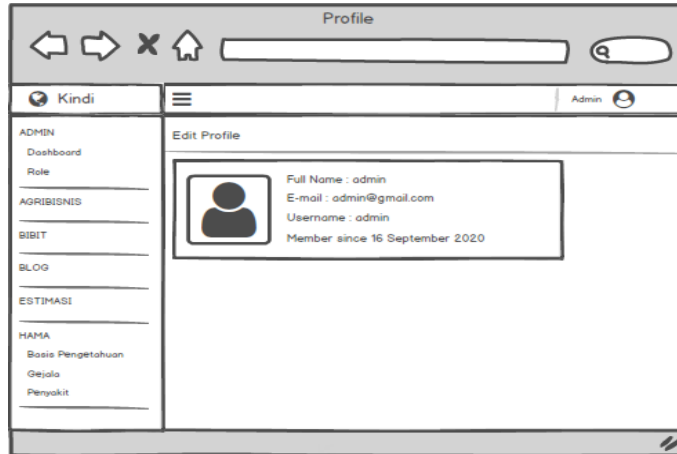 Profile
Kindi
Admin
ADMIN
Dashboard
Role
AGRIBISNIS
BIBIT
BLOG
ESTIMASI
HAMA
Basis Pengetahuan
Gejala
Penyakit
Edit Profile
Full Name : admin
E-mail : admin@gmail.com
Username : admin
Member since 16 September 2020